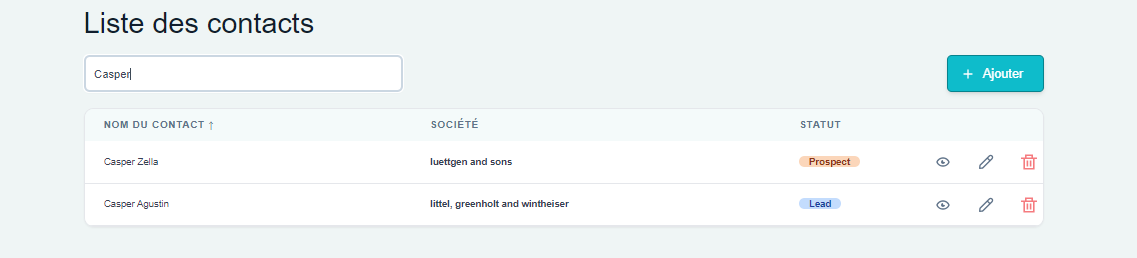 Liste des contacts
Casper
+ Ajouter
NOM DU CONTACT ↑ SOCIÉTÉ STATUT
Casper Zella luettgen and sons Prospect
Casper Agustin littel, greenholt and wintheiser Lead